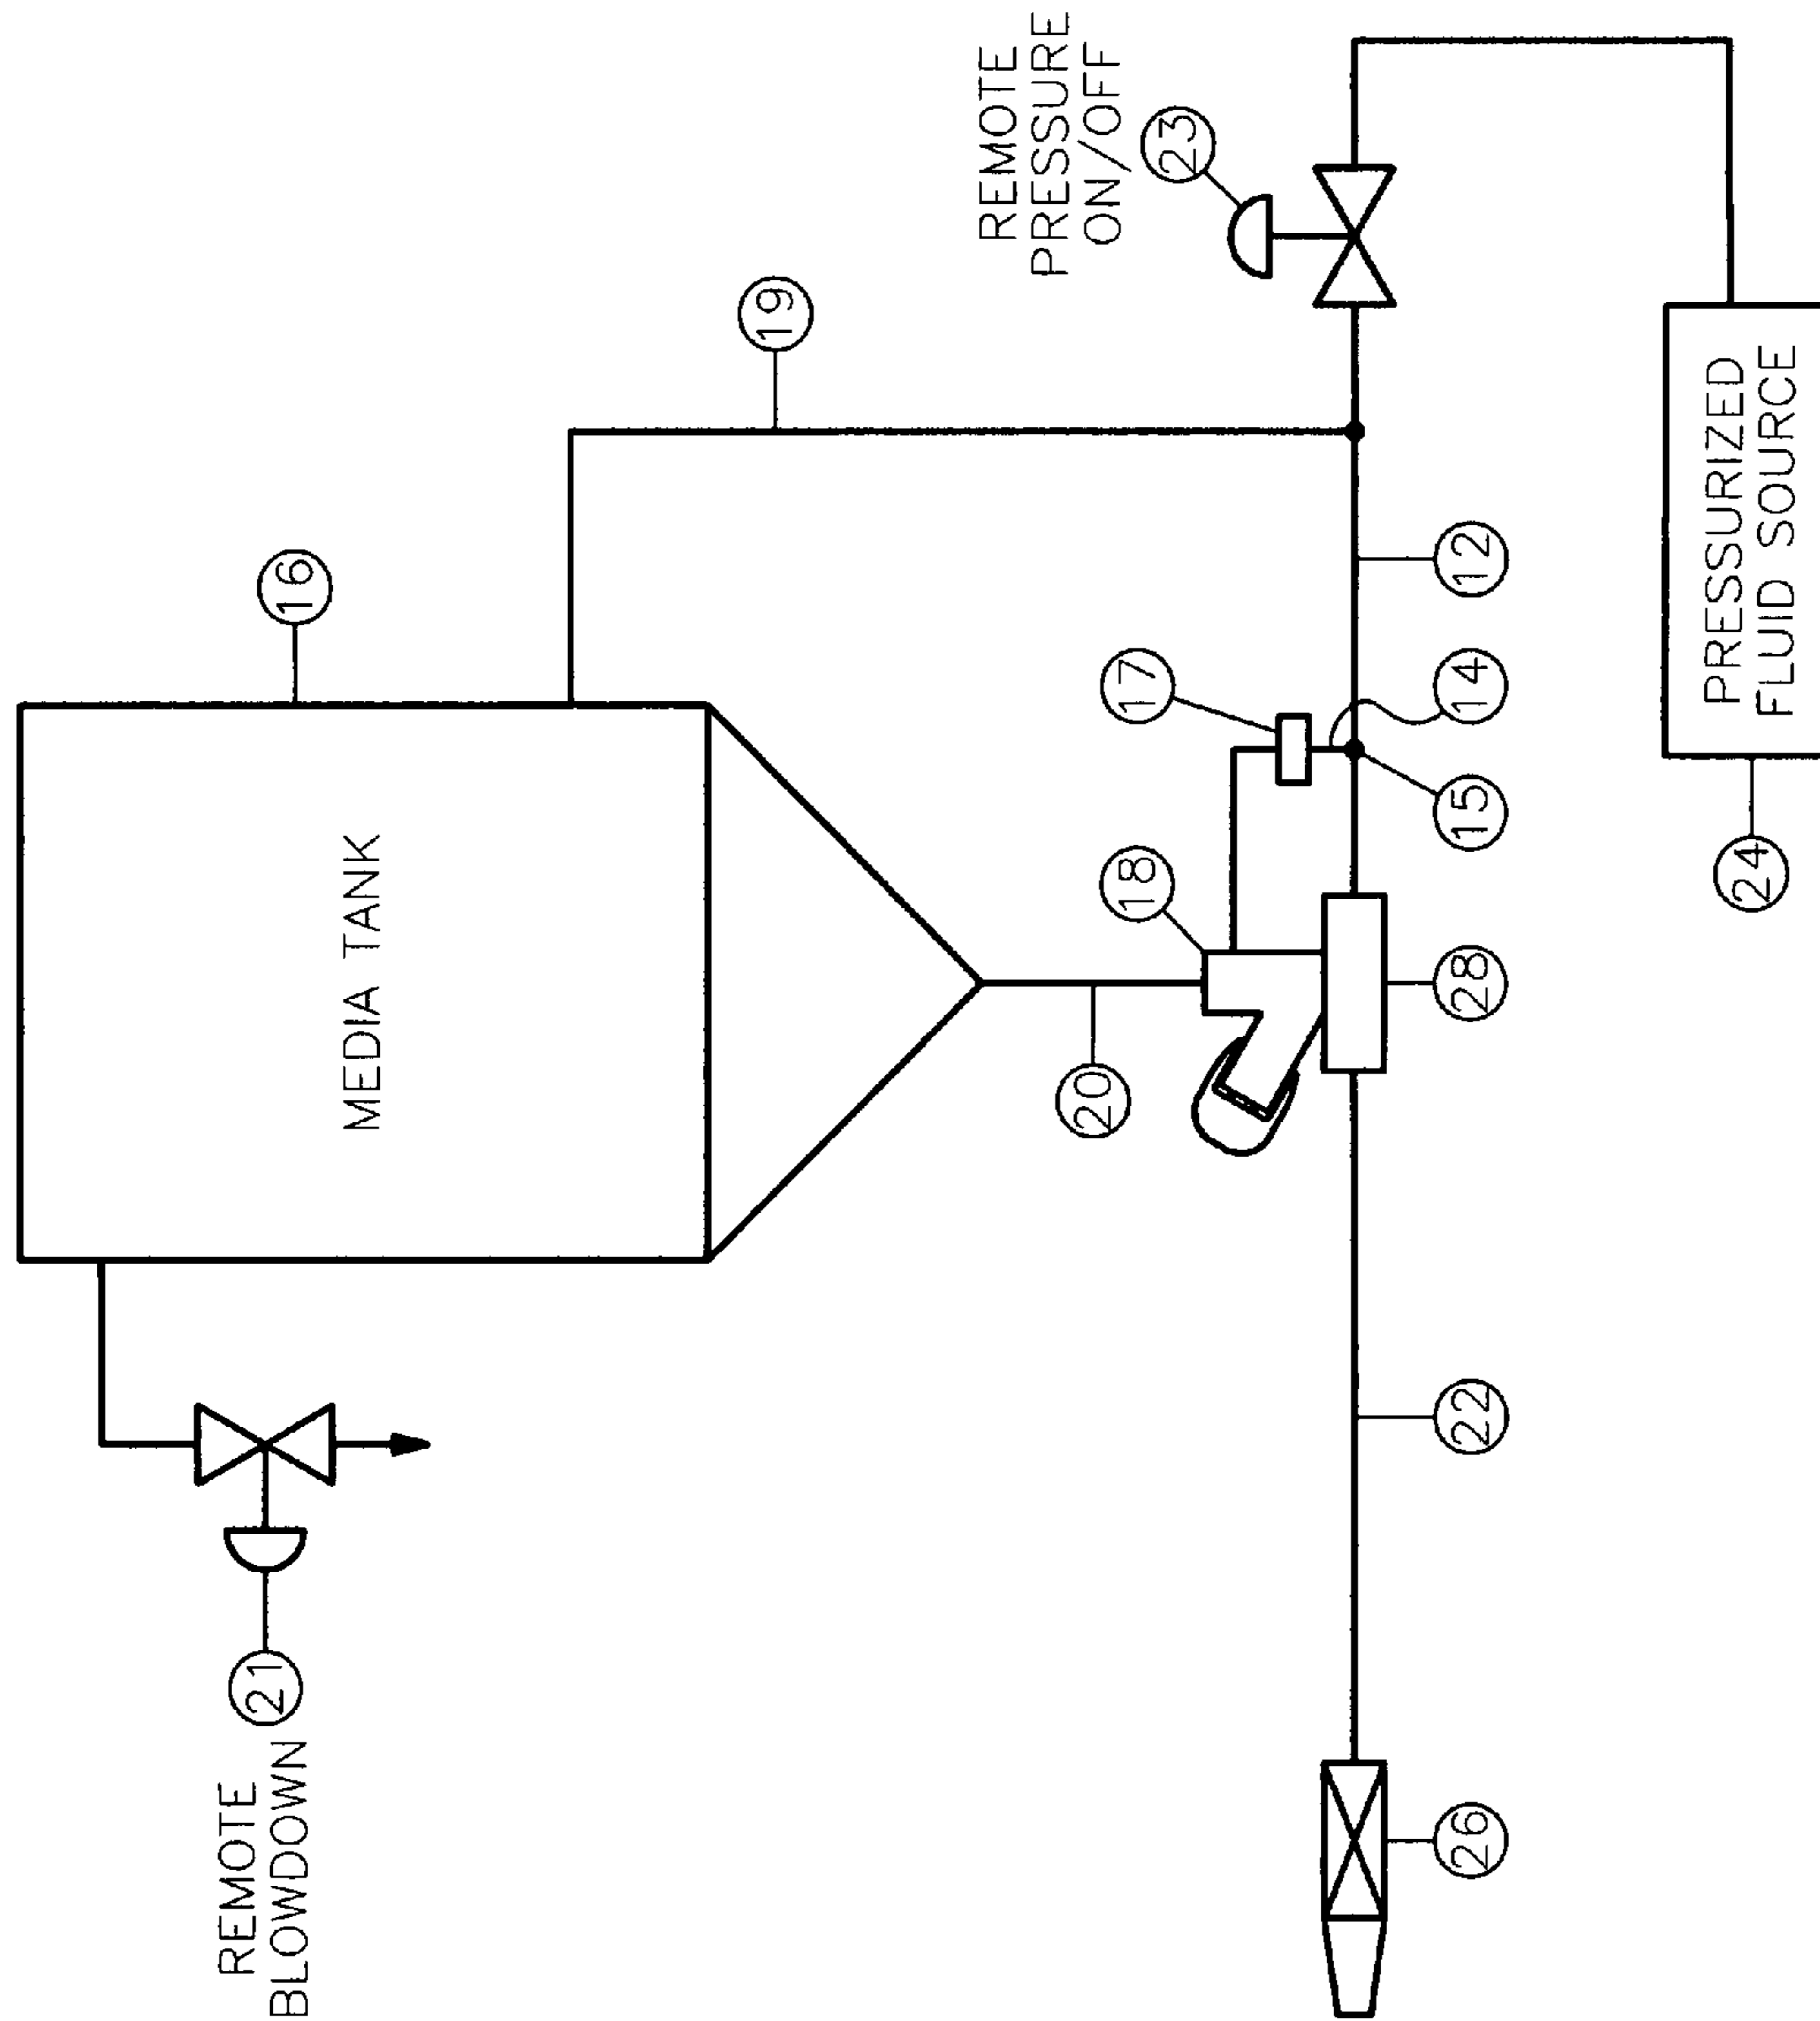 REMOTE
BLOWDOWN
21
MEDIA TANK
16
19
REMOTE
PRESSURE
ON/OFF
23
20
18
17
26
22
28
15
14
12
24
PRESSURIZED
FLUID SOURCE